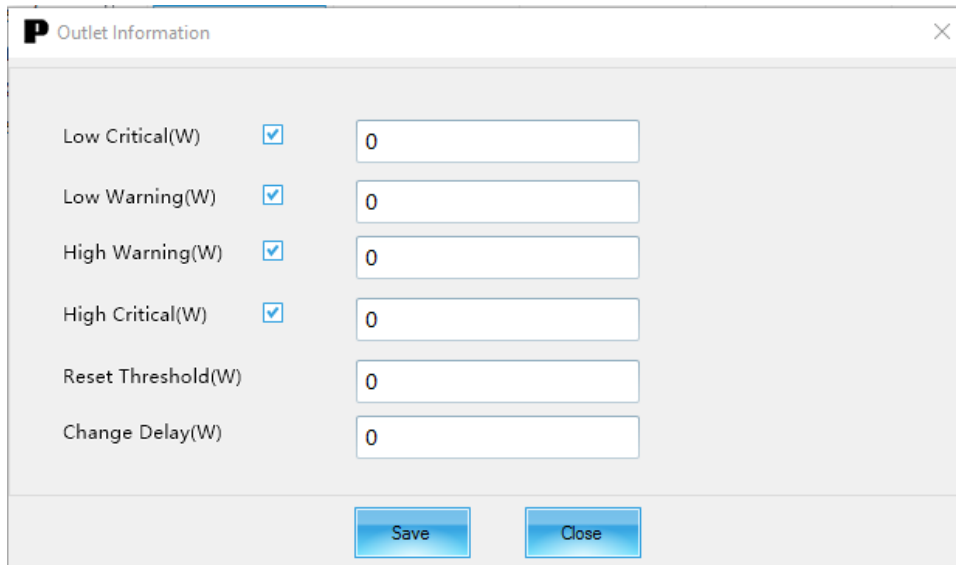 P Outlet Information
Low Critical(W) 0
Low Warning(W) 0
High Warning(W) 0
High Critical(W) 0
Reset Threshold(W) 0
Change Delay(W) 0
Save Close